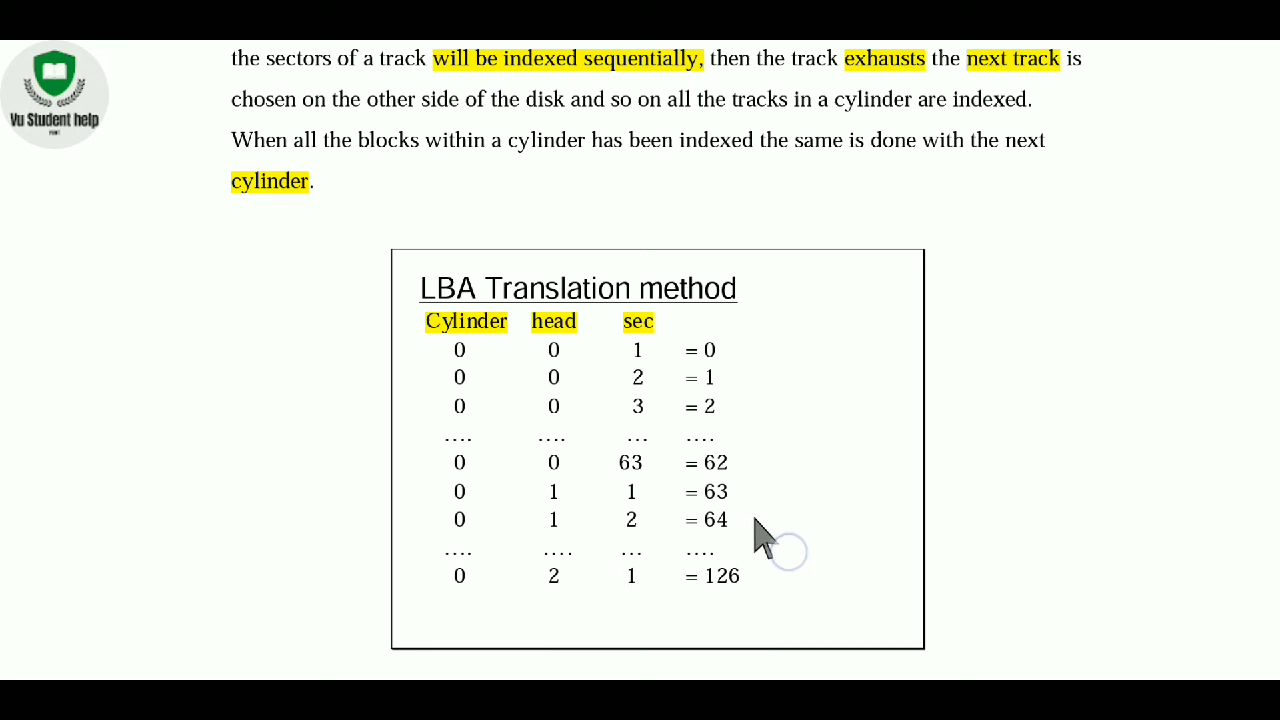 the sectors of a track will be indexed sequentially, then the track exhausts the next track is
chosen on the other side of the disk and so on all the tracks in a cylinder are indexed.
When all the blocks within a cylinder has been indexed the same is done with the next
cylinder.
Vu Student help
LBA Translation method
Cylinder head sec
0 0 1 = 0
0 0 2 = 1
0 0 3 = 2
.... .... ... ....
0 0 63 = 62
0 1 1 = 63
0 1 2 = 64
.... .... ... ....
0 2 1 = 126